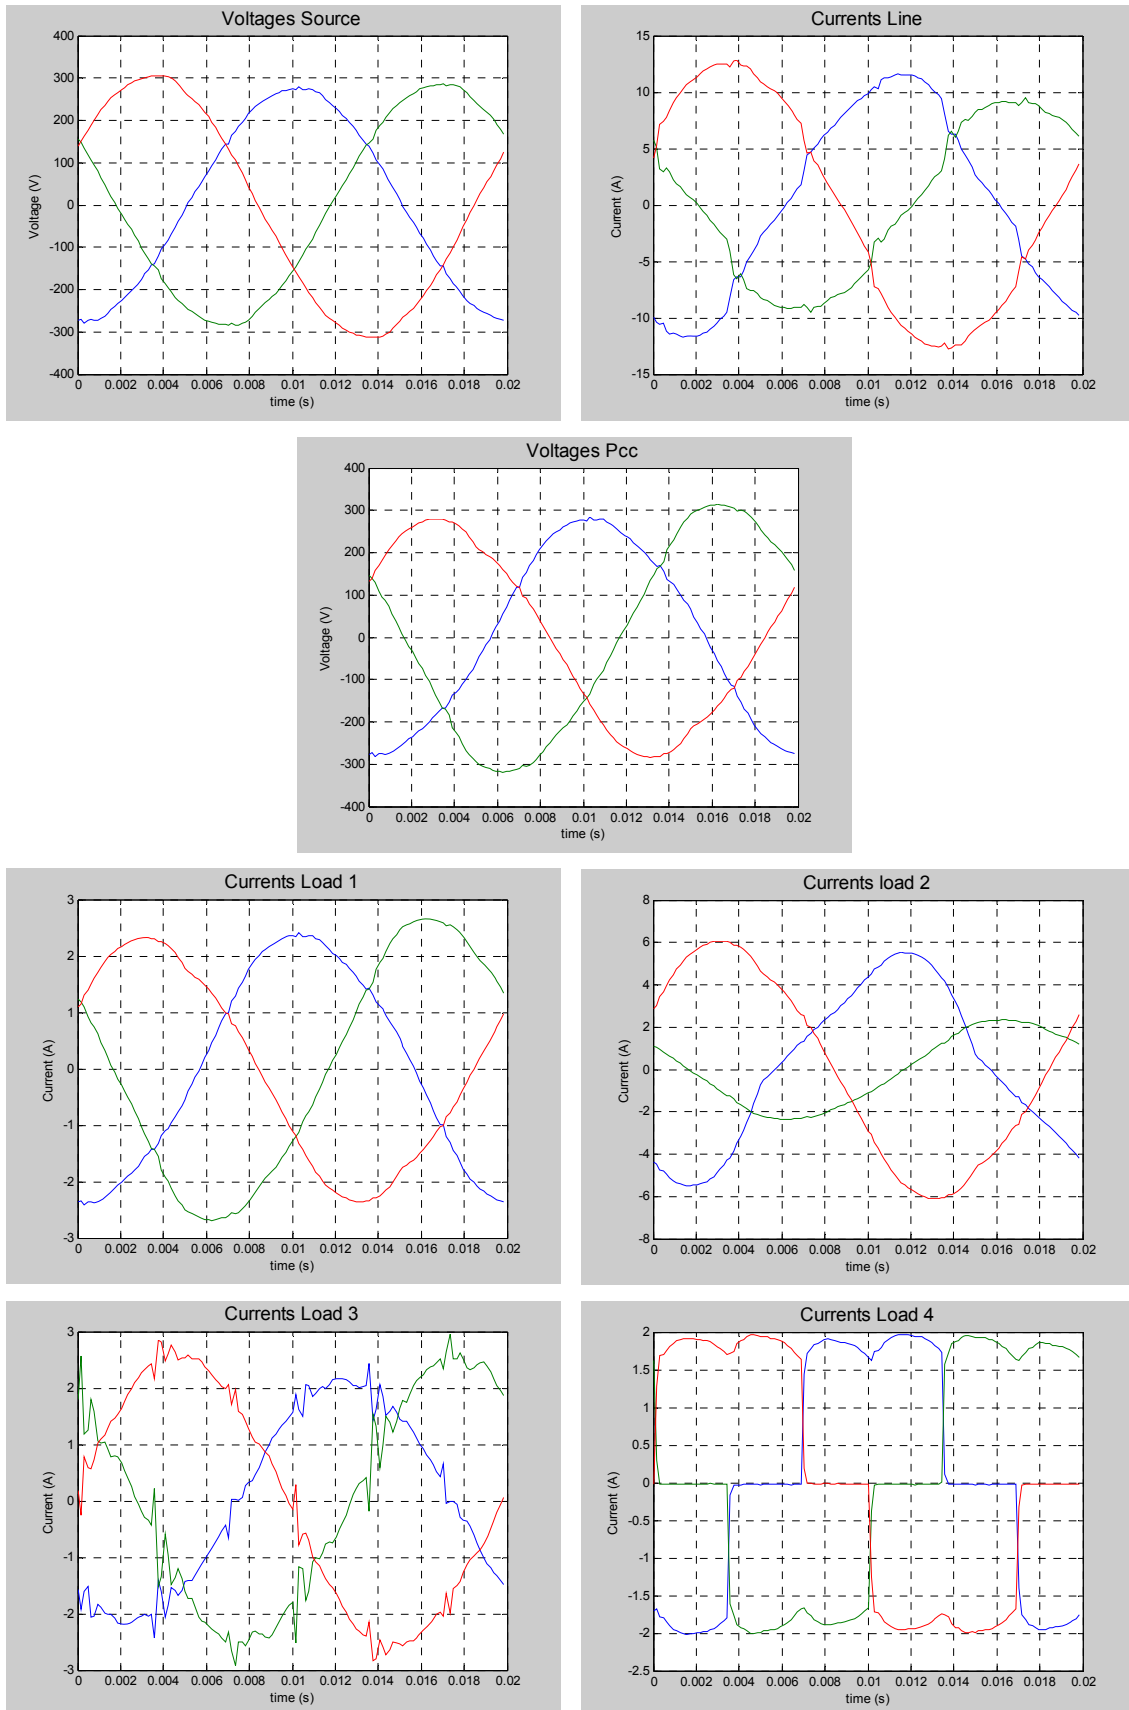 Voltages Source
400
300
200
100
0
-100
-200
-300
-400
Voltage (V)
0 0.002 0.004 0.006 0.008 0.01 0.012 0.014 0.016 0.018 0.02
time (s)
Currents Line
15
10
5
0
-5
-10
-15
Current (A)
0 0.002 0.004 0.006 0.008 0.01 0.012 0.014 0.016 0.018 0.02
time (s)
Voltages Pcc
400
300
200
100
0
-100
-200
-300
-400
Voltage (V)
0 0.002 0.004 0.006 0.008 0.01 0.012 0.014 0.016 0.018 0.02
time (s)
Currents Load 1
3
2
1
0
-1
-2
-3
Current (A)
0 0.002 0.004 0.006 0.008 0.01 0.012 0.014 0.016 0.018 0.02
time (s)
Currents load 2
8
6
4
2
0
-2
-4
-6
-8
Current (A)
0 0.002 0.004 0.006 0.008 0.01 0.012 0.014 0.016 0.018 0.02
time (s)
Currents Load 3
3
2
1
0
-1
-2
-3
Current (A)
0 0.002 0.004 0.006 0.008 0.01 0.012 0.014 0.016 0.018 0.02
time (s)
Currents Load 4
2
1.5
1
0.5
0
-0.5
-1
-1.5
-2
-2.5
Current (A)
0 0.002 0.004 0.006 0.008 0.01 0.012 0.014 0.016 0.018 0.02
time (s)